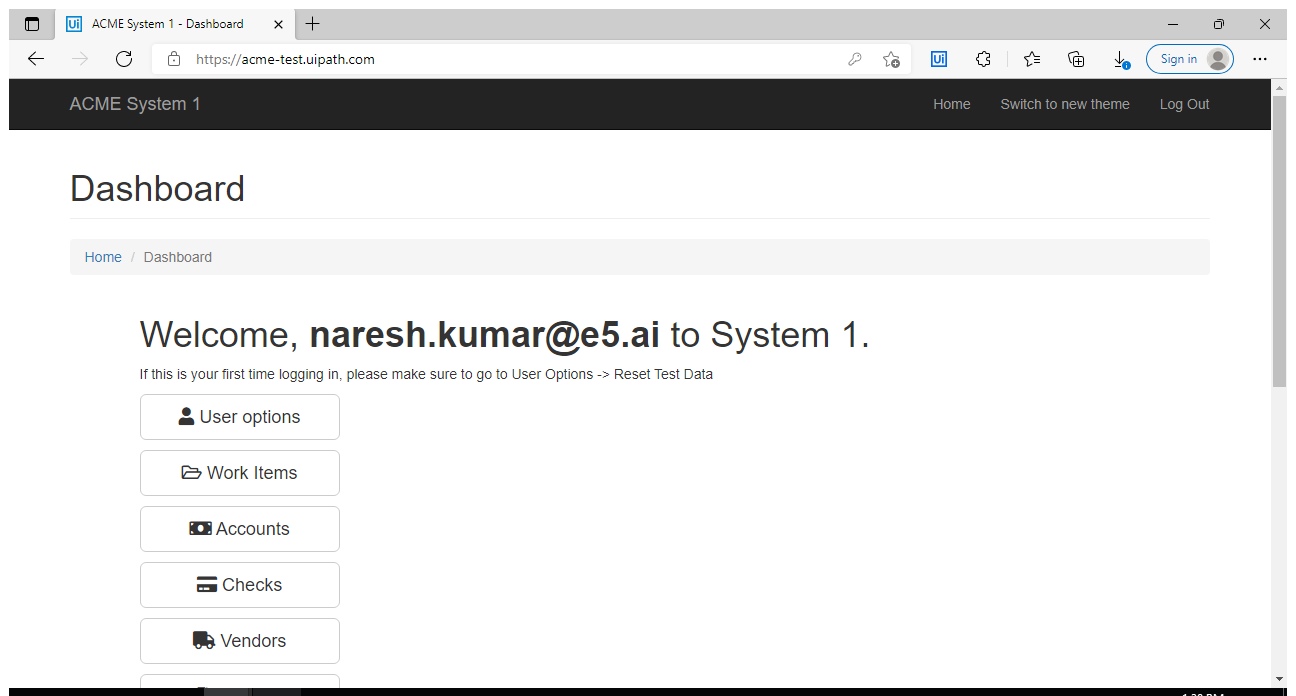 Ui ACME System 1 - Dashboard
https://acme-test.uipath.com
Ui
Sign in
ACME System 1
Home Switch to new theme Log Out
Dashboard
Home / Dashboard
Welcome, naresh.kumar@e5.ai to System 1.
If this is your first time logging in, please make sure to go to User Options -> Reset Test Data
User options
Work Items
Accounts
Checks
Vendors